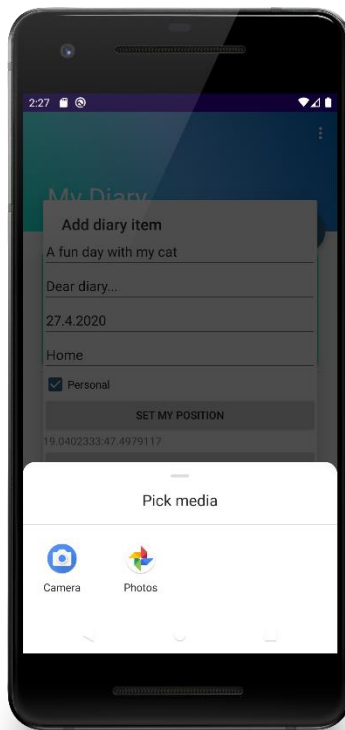 2:27
My Diary
Add diary item
A fun day with my cat
Dear diary...
27.4.2020
Home
Personal
SET MY POSITION
19.0402333:47.4979117
Pick media
Camera Photos